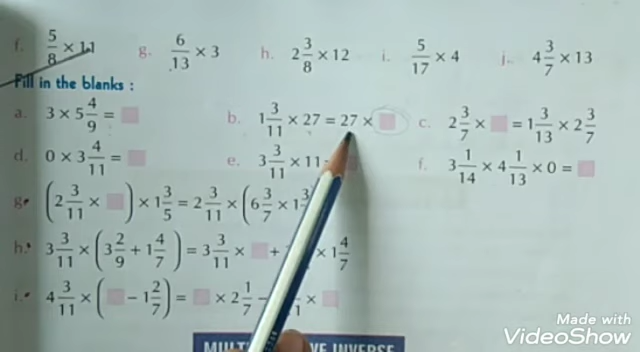 f. 5/8 × 11 g. 6/13 × 3 h. 2 3/8 × 12 i. 5/17 × 4 j. 4 3/7 × 13
Fill in the blanks :
a. 3 × 5 4/9 = □ b. 1 3/11 × 27 = 27 × □ c. 2 3/7 × □ = 1 3/13 × 2 3/7
d. 0 × 3 4/11 = □ e. 3 3/11 × 11 f. 3 1/14 × 4 1/13 × 0 = □
g. (2 3/11 × □) × 1 3/5 = 2 3/11 × (6 3/7 × 1 3
h. 3 3/11 × (3 2/9 + 1 4/7) = 3 3/11 × □ + × 1 4/7
i. 4 3/11 × (□ - 1 2/7) = □ × 2 1/7 - × □
INVERSE
Made with
VideoShow